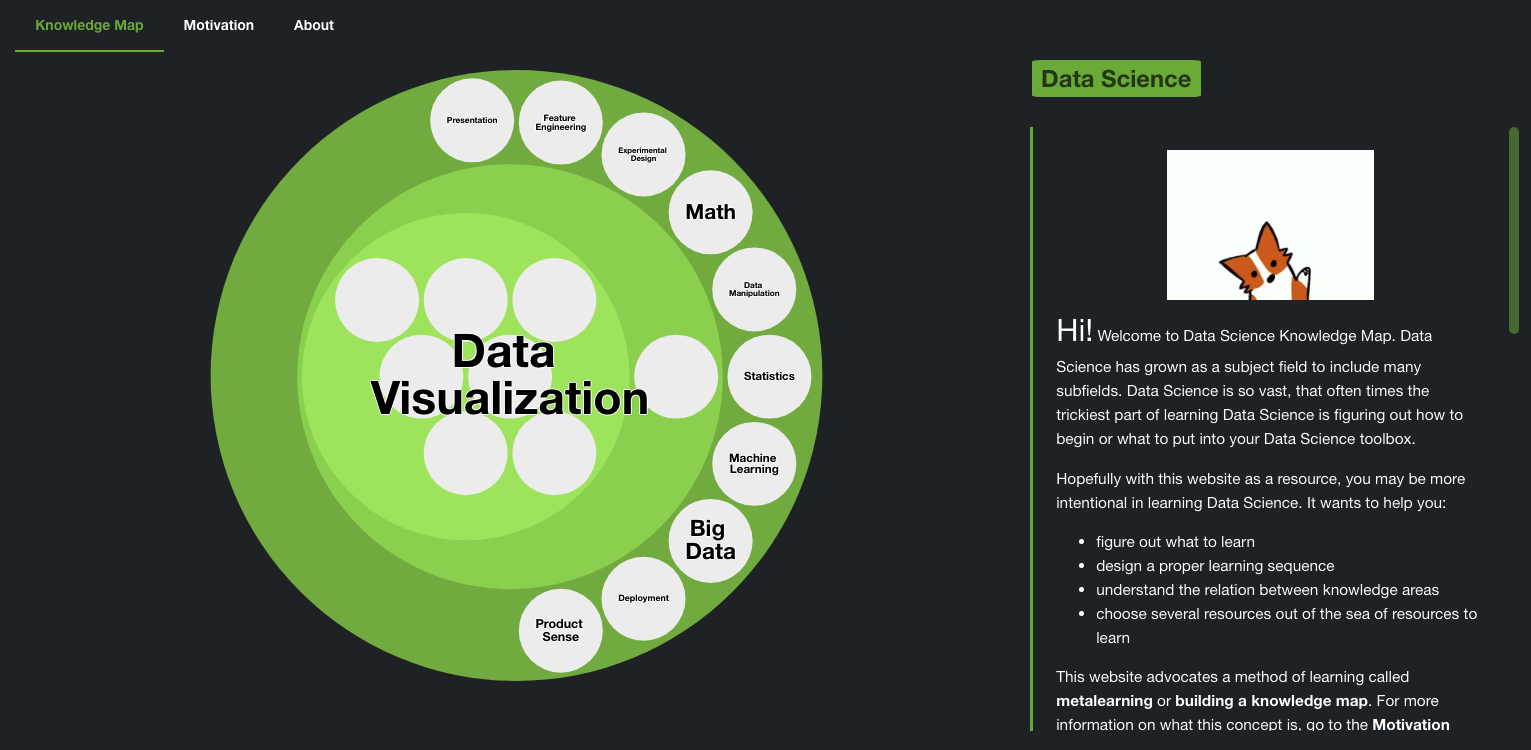 Knowledge Map Motivation About
Data Science
Presentation
Feature
Engineering
Experimental
Design
Math
Data
Manipulation
Data
Visualization
Statistics
Machine
Learning
Big
Data
Deployment
Product
Sense
Hi! Welcome to Data Science Knowledge Map. Data
Science has grown as a subject field to include many
subfields. Data Science is so vast, that often times the
trickiest part of learning Data Science is figuring out how to
begin or what to put into your Data Science toolbox.
Hopefully with this website as a resource, you may be more
intentional in learning Data Science. It wants to help you:
• figure out what to learn
• design a proper learning sequence
• understand the relation between knowledge areas
• choose several resources out of the sea of resources to
learn
This website advocates a method of learning called
metalearning or building a knowledge map. For more
information on what this concept is, go to the Motivation